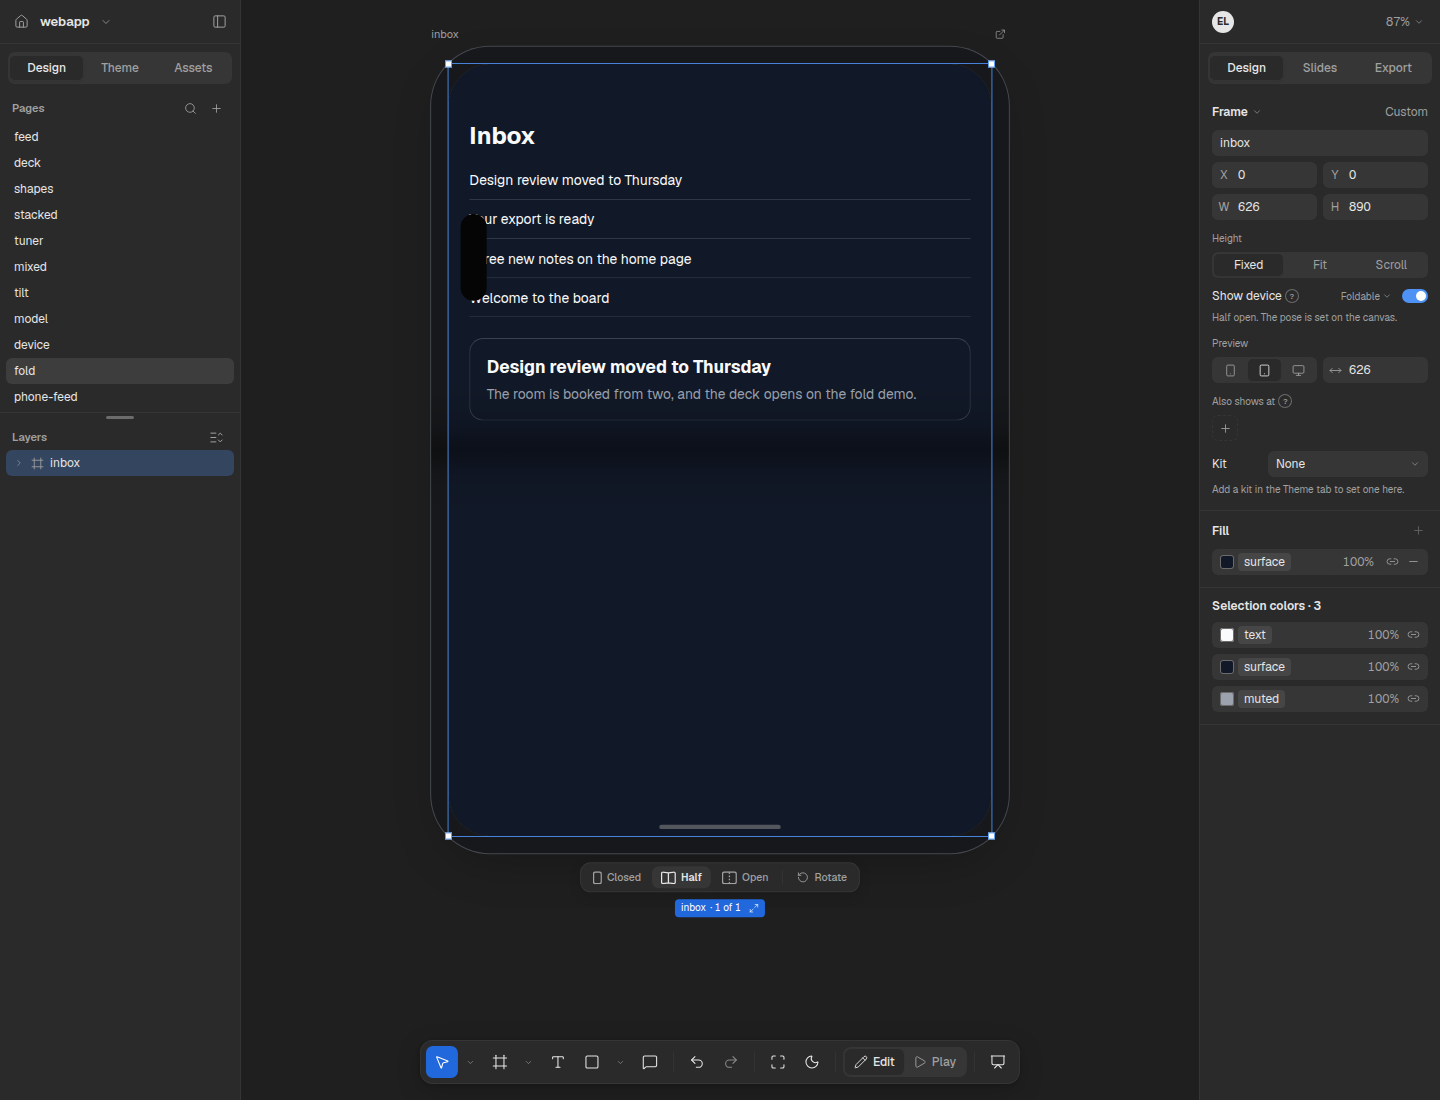 webapp
Design
Theme
Assets
Pages
feed
deck
shapes
stacked
tuner
mixed
tilt
model
device
fold
phone-feed
Layers
inbox
inbox
Inbox
Design review moved to Thursday
ur export is ready
ree new notes on the home page
elcome to the board
Design review moved to Thursday
The room is booked from two, and the deck opens on the fold demo.
Closed
Half
Open
Rotate
inbox · 1 of 1
Edit
Play
EL
87%
Design
Slides
Export
Frame
Custom
inbox
X 0
Y 0
W 626
H 890
Height
Fixed
Fit
Scroll
Show device ?
Foldable
Half open. The pose is set on the canvas.
Preview
626
Also shows at ?
Kit
None
Add a kit in the Theme tab to set one here.
Fill
surface 100%
Selection colors · 3
text 100%
surface 100%
muted 100%